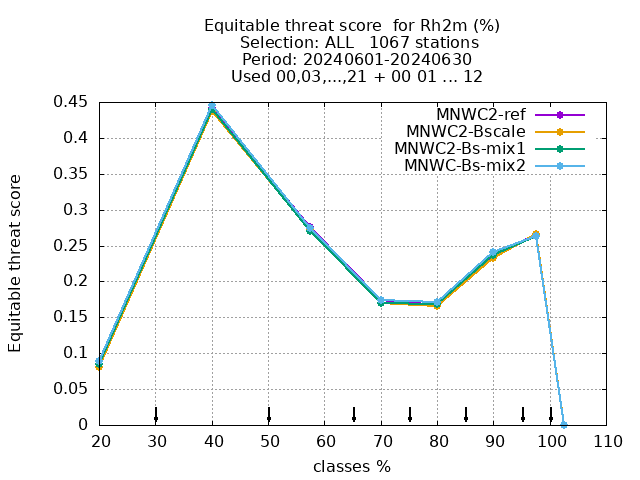 Equitable threat score  for Rh2m (%)
Selection: ALL   1067 stations
Period: 20240601-20240630
Used 00,03,...,21 + 00 01 ... 12
MNWC2-ref
MNWC2-Bscale
MNWC2-Bs-mix1
MNWC-Bs-mix2
Equitable threat score
0.45
0.4
0.35
0.3
0.25
0.2
0.15
0.1
0.05
0
20 30 40 50 60 70 80 90 100 110
classes %